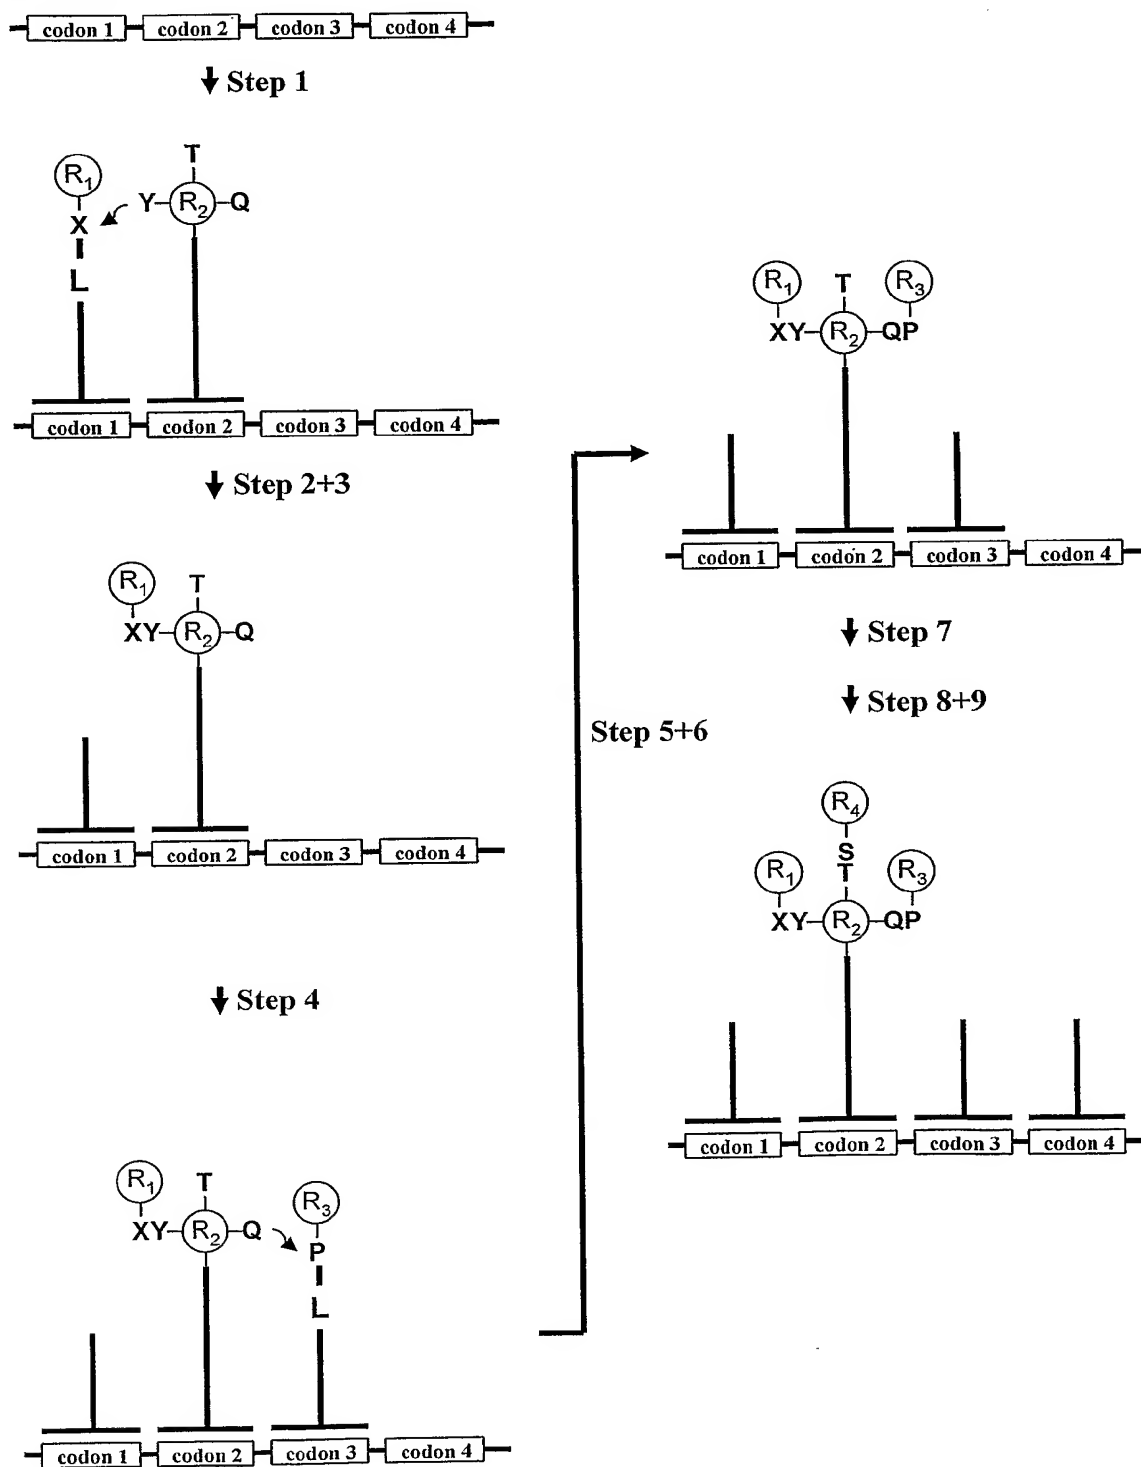 codon 1 codon 2 codon 3 codon 4
Step 1
R1 X L Y T R2 Q
codon 1 codon 2 codon 3 codon 4
Step 2+3
R1 XY T R2 Q
codon 1 codon 2 codon 3 codon 4
Step 4
R1 XY T R2 Q R3 P L
codon 1 codon 2 codon 3 codon 4
Step 5+6
R1 XY T R2 QP R3
codon 1 codon 2 codon 3 codon 4
Step 7
Step 8+9
R4
S
T
R1 XY R2 QP R3
codon 1 codon 2 codon 3 codon 4